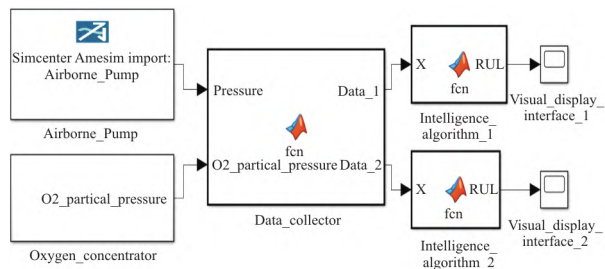 Simcenter Amesim import:
Airborne_Pump
Airborne_Pump
O2_partical_pressure
Oxygen_concentrator
Pressure
Data_1
fcn
O2_partical_pressure
Data_2
Data_collector
X
RUL
fcn
Intelligence_
algorithm_1
Visual_display_
interface_1
X
RUL
fcn
Intelligence_
algorithm_2
Visual_display_
interface_2